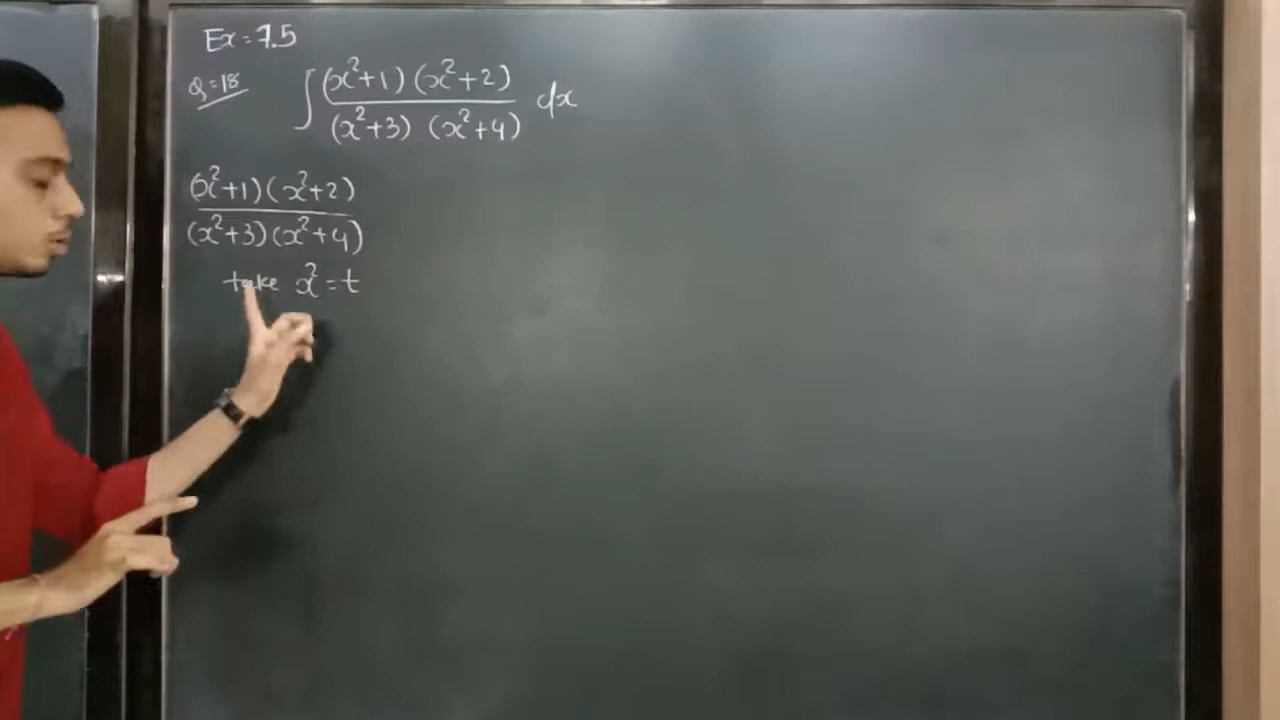 Ex = 7.5
Q=18 ∫ (x²+1) (x²+2) / (x²+3) (x²+4) dx
(x²+1)(x²+2) / (x²+3)(x²+4)
take x² = t